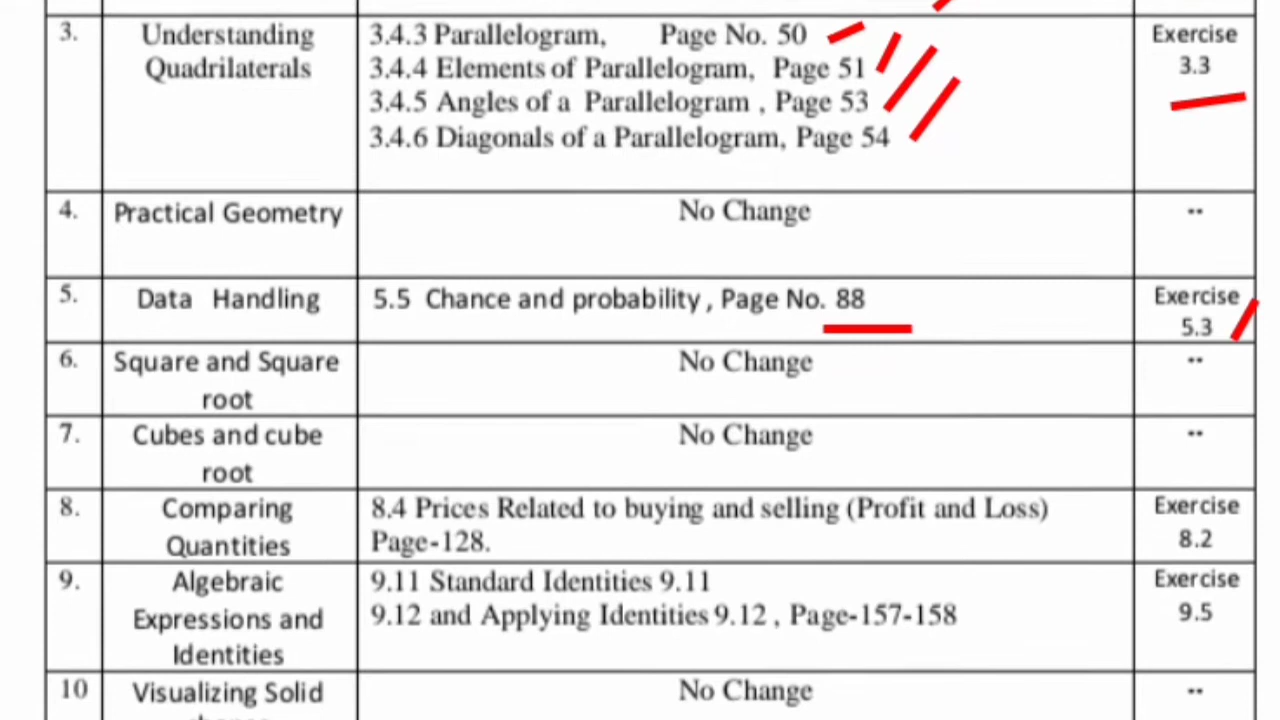 3. Understanding Quadrilaterals 3.4.3 Parallelogram, Page No. 50 Exercise 3.3
3.4.4 Elements of Parallelogram, Page 51
3.4.5 Angles of a Parallelogram , Page 53
3.4.6 Diagonals of a Parallelogram, Page 54
4. Practical Geometry No Change --
5. Data Handling 5.5 Chance and probability, Page No. 88 Exercise 5.3
6. Square and Square root No Change --
7. Cubes and cube root No Change --
8. Comparing Quantities 8.4 Prices Related to buying and selling (Profit and Loss) Page-128. Exercise 8.2
9. Algebraic Expressions and Identities 9.11 Standard Identities 9.11 Exercise 9.5
9.12 and Applying Identities 9.12 , Page-157-158
10 Visualizing Solid No Change --